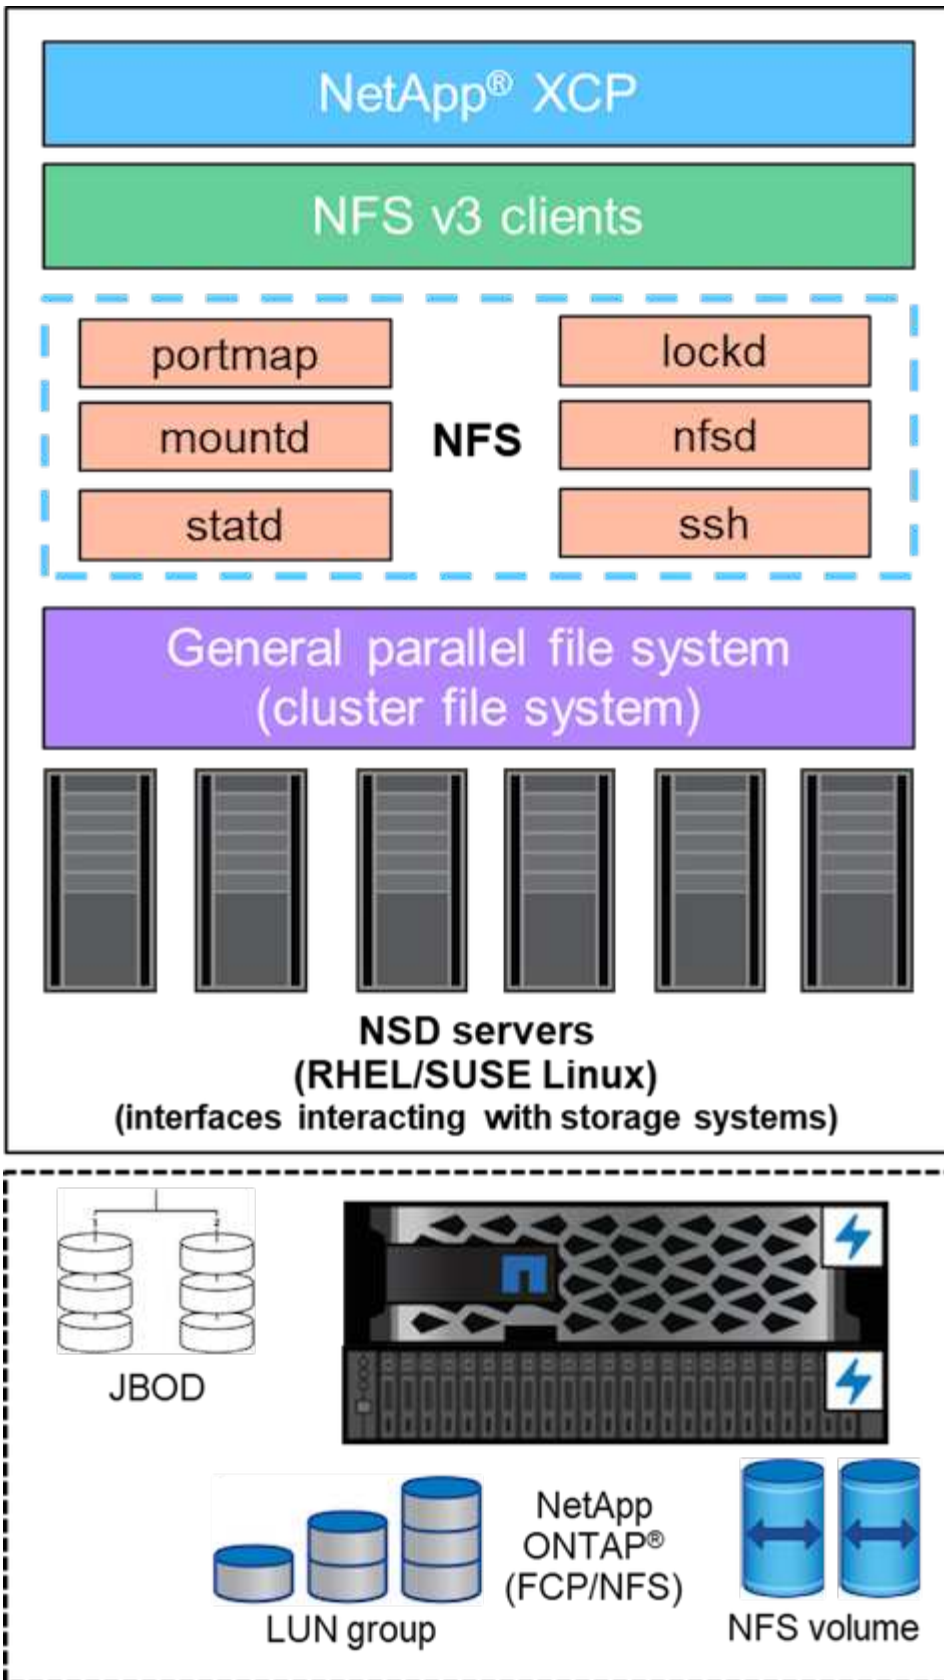 NetApp® XCP
NFS v3 clients
portmap
lockd
mountd
NFS
nfsd
statd
ssh
General parallel file system
(cluster file system)
NSD servers
(RHEL/SUSE Linux)
(interfaces interacting with storage systems)
1
2
JBOD
NetApp
ONTAP®
(FCP/NFS)
LUN group
NFS volume